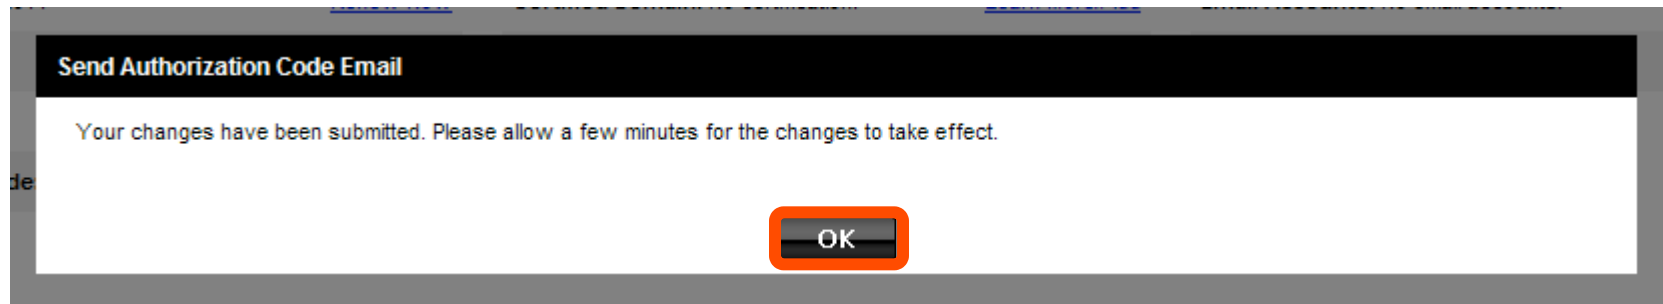 Send Authorization Code Email
Your changes have been submitted. Please allow a few minutes for the changes to take effect.
de
OK